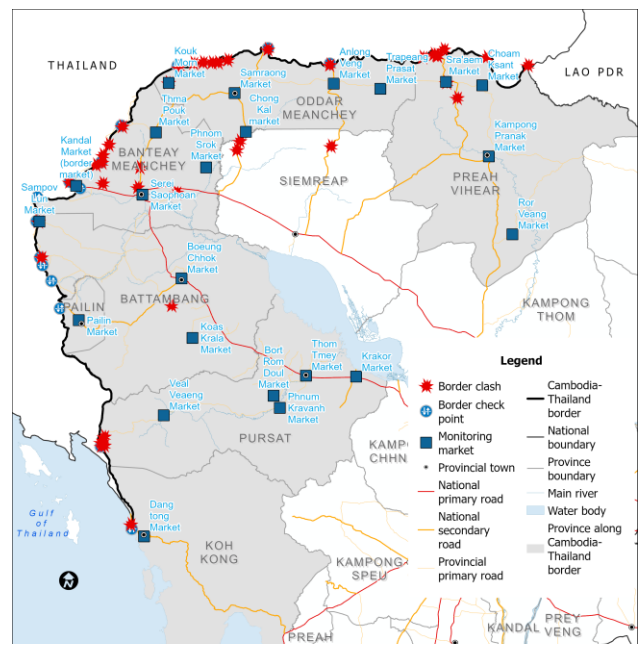 THAILAND
LAO PDR
Kouk
Morn
Market
Anlong
Veng
Market
Trapeang
Prasat
Market
Sra'aem
Market
Choam
Ksant
Market
Samraong
Market
Thma
Pouk
Market
Chong
Kal
market
ODDAR
MEANCHEY
Kampong
Pranak
Market
Kandal
Market
(border
market)
BANTEAY
MEANCHEY
Phnom
Srok
Market
SIEMREAP
PREAH
VIHEAR
Sampov
Lun
Market
Serei
Saophoan
Market
Ror
Veang
Market
Boeung
Chhok
Market
BATTAMBANG
PAILIN
Pailin
Market
KAMPONG
THOM
Koas
Krala
Market
Bort
Rom
Doul
Market
Thom
Tmey
Market
Krakor
Market
Veal
Veaeng
Market
Phnum
Kravanh
Market
PURSAT
KAMP
CHHN
Gulf
of
Thailand
Dang
tong
Market
KOH
KONG
KAMPONG
SPEU
PREAH
KANDAL
PREY
VENG
N
Legend
Border clash
Border check
point
Monitoring
market
Provincial town
National
primary road
National
secondary
road
Provincial
primary road
Cambodia-
Thailand
border
National
boundary
Province
boundary
Main river
Water body
Province along
Cambodia-
Thailand
border